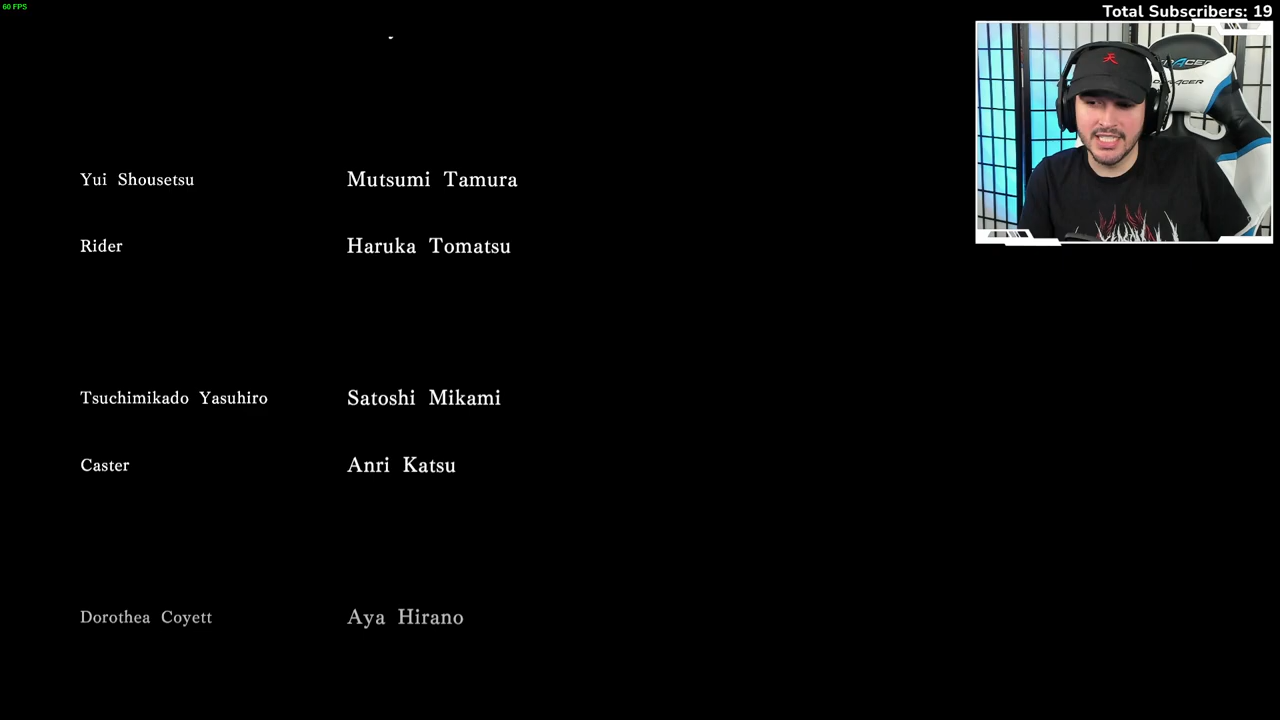 60 FPS
Total Subscribers: 19
Yui Shousetsu Mutsumi Tamura
Rider Haruka Tomatsu
Tsuchimikado Yasuhiro Satoshi Mikami
Caster Anri Katsu
Dorothea Coyett Aya Hirano
天